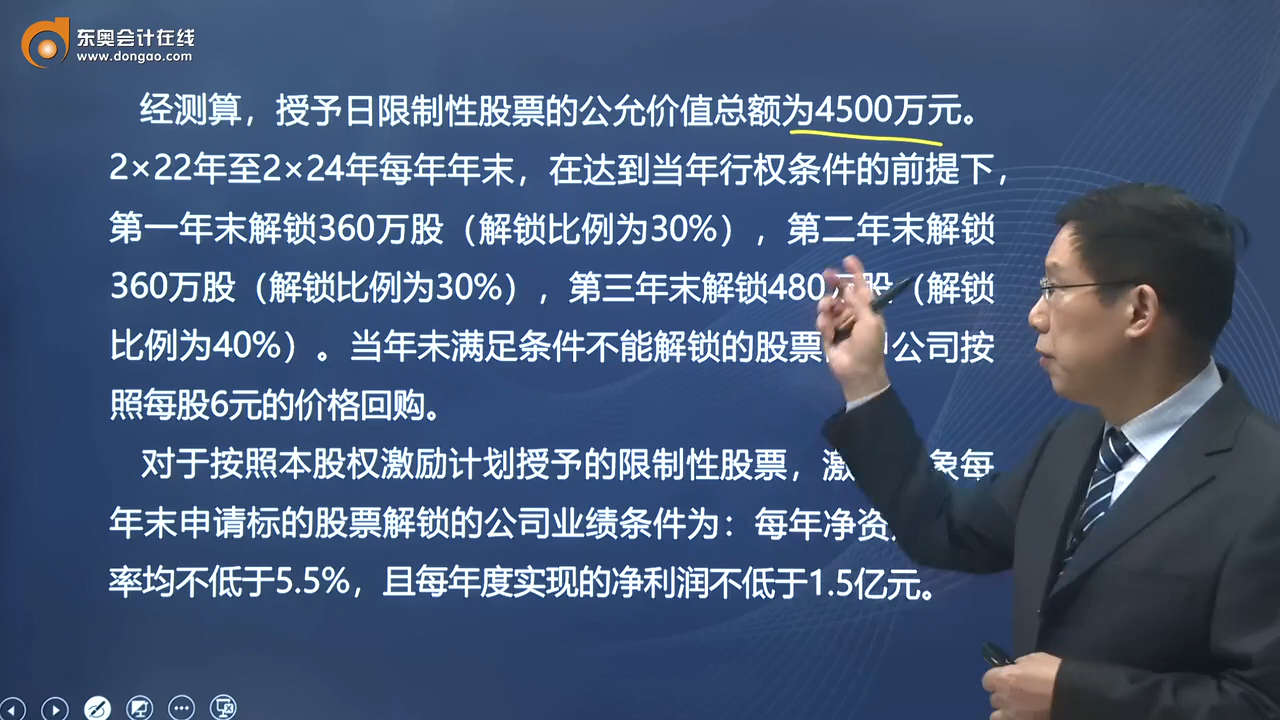 东奥会计在线
www.dongao.com
经测算，授予日限制性股票的公允价值总额为4500万元。
2×22年至2×24年每年年末，在达到当年行权条件的前提下，
第一年末解锁360万股（解锁比例为30%），第二年末解锁
360万股（解锁比例为30%），第三年末解锁480万股（解锁
比例为40%）。当年未满足条件不能解锁的股票 公司按
照每股6元的价格回购。
对于按照本股权激励计划授予的限制性股票，激 象每
年末申请标的股票解锁的公司业绩条件为：每年净资
率均不低于5.5%，且每年度实现的净利润不低于1.5亿元。